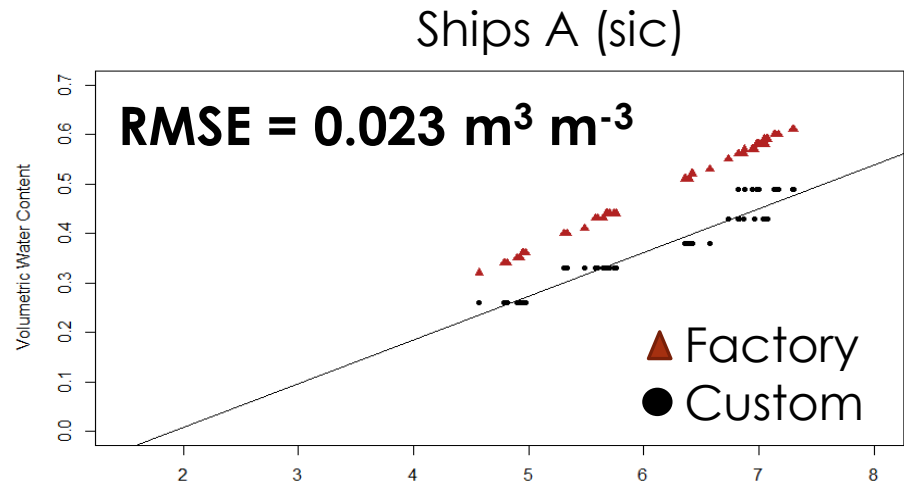 Ships A (sic)
RMSE = 0.023 m³ m⁻³
Volumetric Water Content
0.7
0.6
0.5
0.4
0.3
0.2
0.1
0.0
Factory
Custom
2 3 4 5 6 7 8